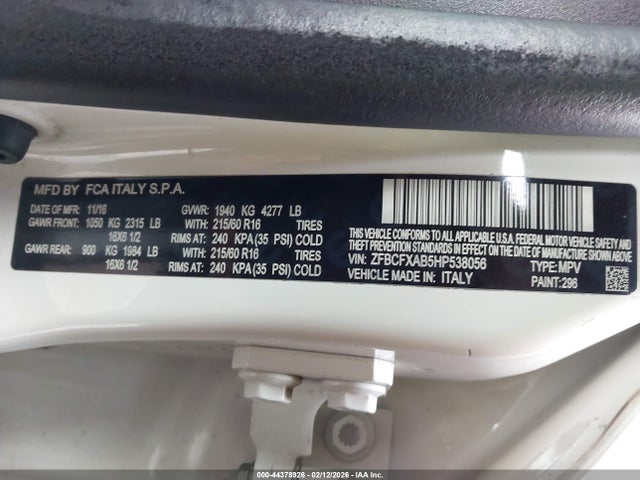 MFD BY FCA ITALY S.P.A.
DATE OF MFR: 11/16 GVWR: 1940 KG 4277 LB
GAWR FRONT: 1050 KG 2315 LB WITH: 215/60 R16 TIRES
16X6 1/2 RIMS AT: 240 KPA (35 PSI) COLD
GAWR REAR: 900 KG 1984 LB WITH: 215/60 R16 TIRES
16X6 1/2 RIMS AT: 240 KPA (35 PSI) COLD
THIS VEHICLE CONFORMS TO ALL APPLICABLE U.S.A. FEDERAL MOTOR VEHICLE SAFETY
AND THEFT PREVENTION STANDARDS IN EFFECT ON THE DATE OF MANUFACTURE SHOWN ABOVE
VIN: ZFBCFXAB5HP538056 TYPE: MPV
VEHICLE MADE IN: ITALY PAINT: 296
000-44378926 - 02/12/2026 - IAAI.CA